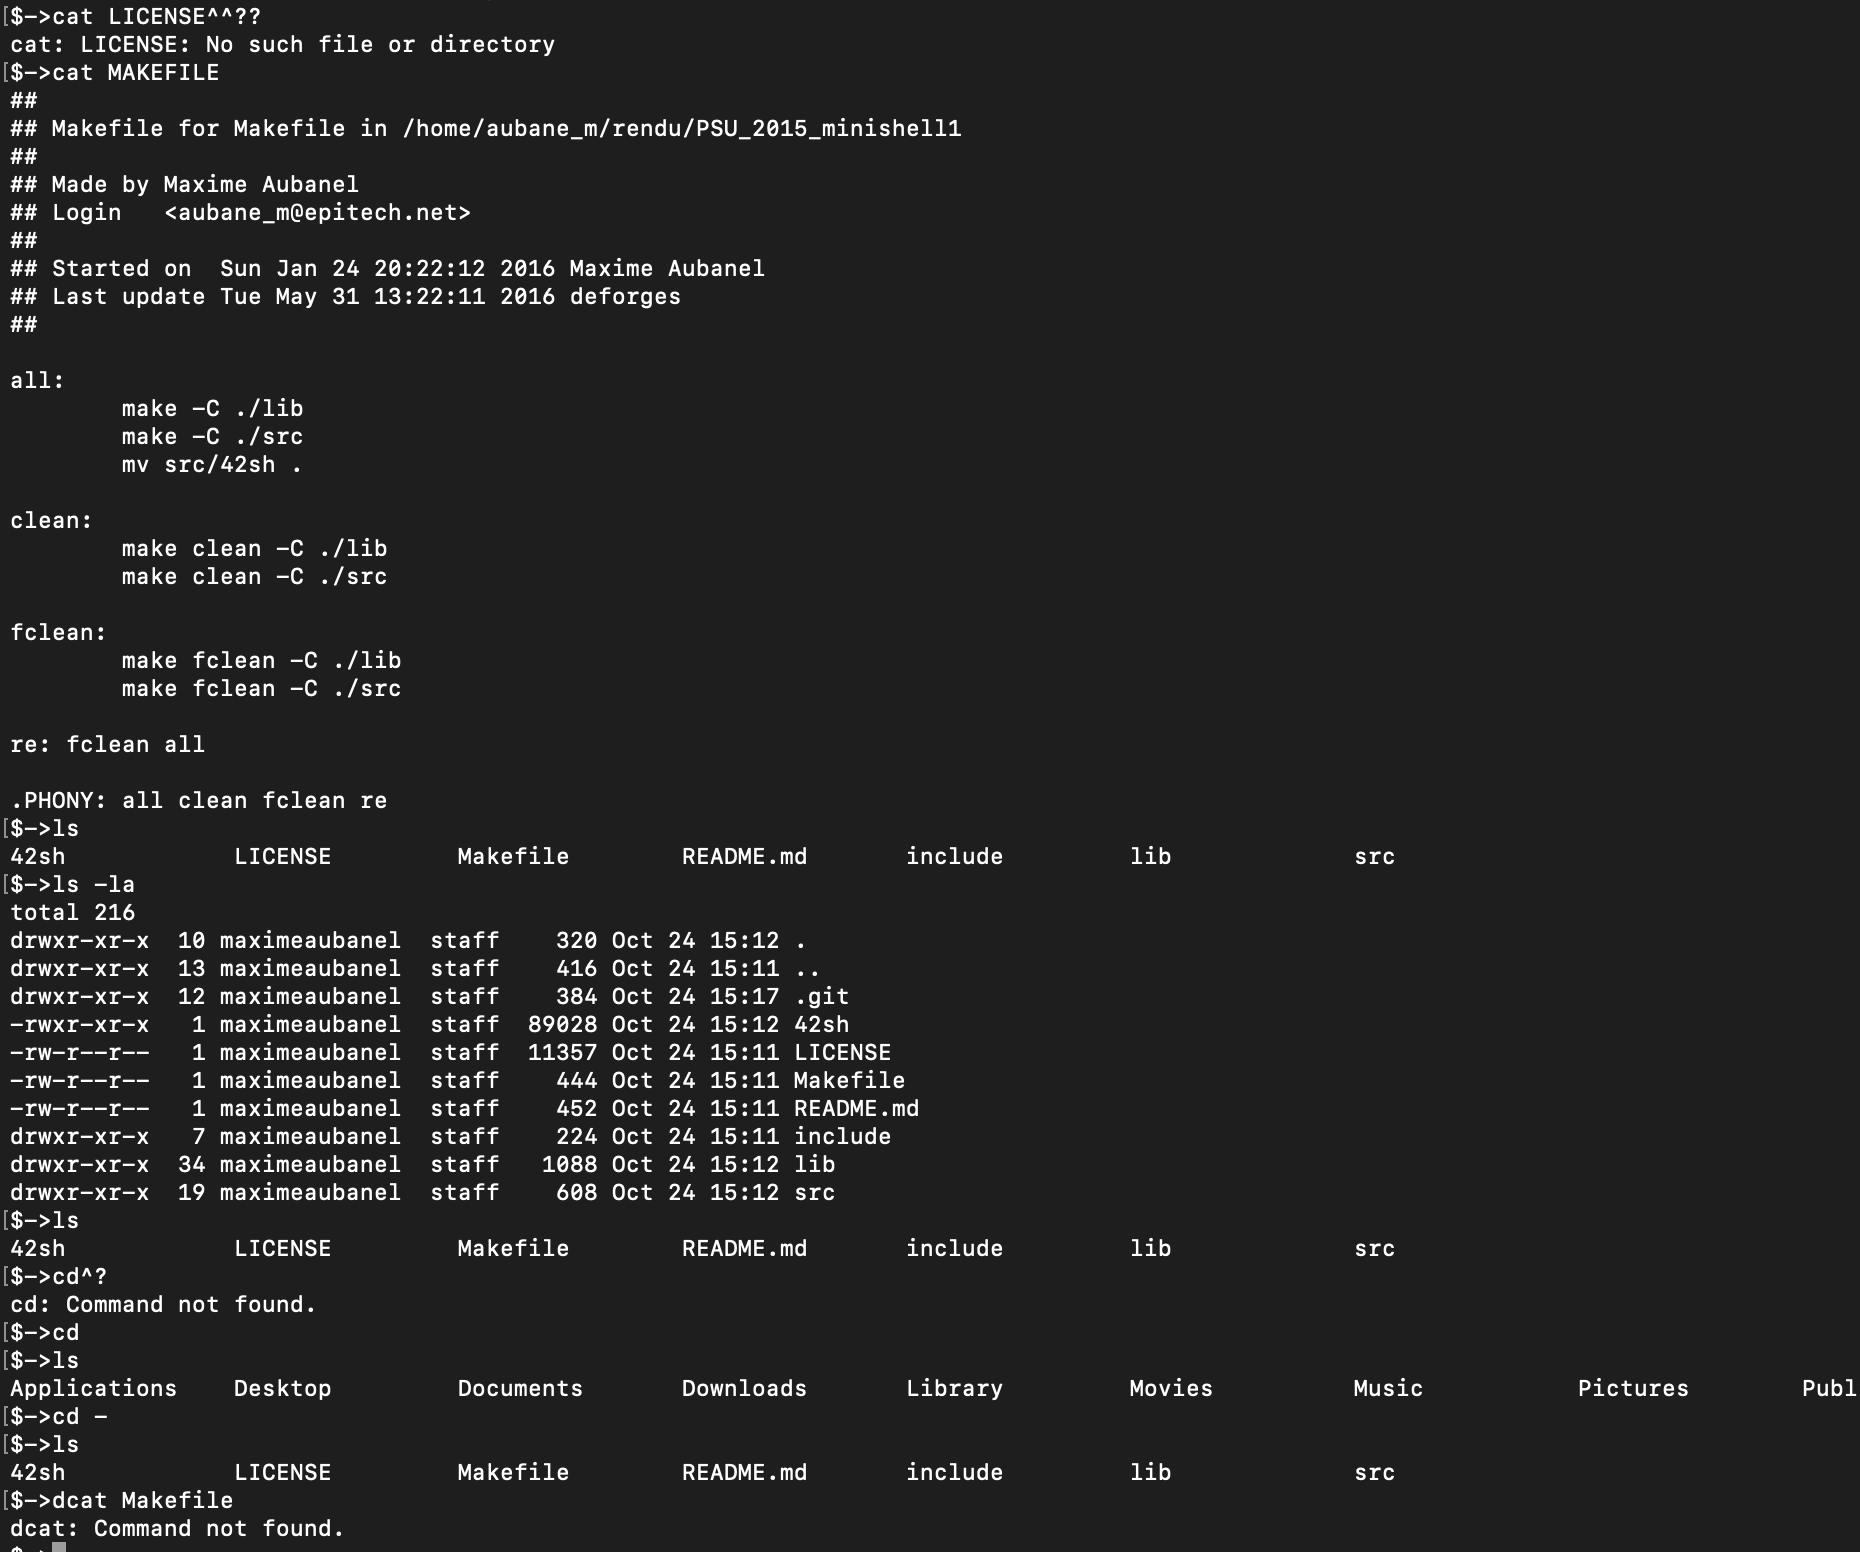 [$->cat LICENSE^^??
cat: LICENSE: No such file or directory
[$->cat MAKEFILE
##
## Makefile for Makefile in /home/aubane_m/rendu/PSU_2015_minishell1
##
## Made by Maxime Aubanel
## Login   <aubane_m@epitech.net>
##
## Started on  Sun Jan 24 20:22:12 2016 Maxime Aubanel
## Last update Tue May 31 13:22:11 2016 deforges
##

all:
        make -C ./lib
        make -C ./src
        mv src/42sh .

clean:
        make clean -C ./lib
        make clean -C ./src

fclean:
        make fclean -C ./lib
        make fclean -C ./src

re: fclean all

.PHONY: all clean fclean re
[$->ls
42sh            LICENSE         Makefile        README.md       include         lib             src
[$->ls -la
total 216
drwxr-xr-x  10 maximeaubanel  staff    320 Oct 24 15:12 .
drwxr-xr-x  13 maximeaubanel  staff    416 Oct 24 15:11 ..
drwxr-xr-x  12 maximeaubanel  staff    384 Oct 24 15:17 .git
-rwxr-xr-x   1 maximeaubanel  staff  89028 Oct 24 15:12 42sh
-rw-r--r--   1 maximeaubanel  staff  11357 Oct 24 15:11 LICENSE
-rw-r--r--   1 maximeaubanel  staff    444 Oct 24 15:11 Makefile
-rw-r--r--   1 maximeaubanel  staff    452 Oct 24 15:11 README.md
drwxr-xr-x   7 maximeaubanel  staff    224 Oct 24 15:11 include
drwxr-xr-x  34 maximeaubanel  staff   1088 Oct 24 15:12 lib
drwxr-xr-x  19 maximeaubanel  staff    608 Oct 24 15:12 src
[$->ls
42sh            LICENSE         Makefile        README.md       include         lib             src
[$->cd^?
cd: Command not found.
[$->cd
[$->ls
Applications    Desktop         Documents       Downloads       Library         Movies          Music           Pictures        Publ
[$->cd -
[$->ls
42sh            LICENSE         Makefile        README.md       include         lib             src
[$->dcat Makefile
dcat: Command not found.
$->